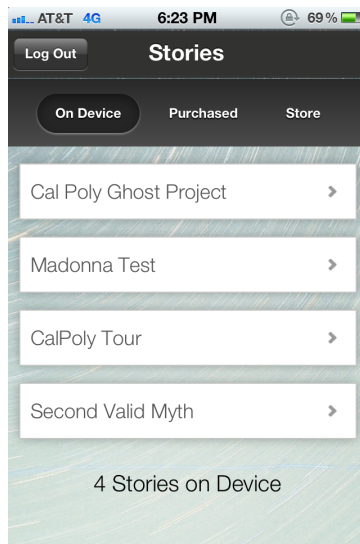 AT&T 4G 6:23 PM 69%
Log Out Stories
On Device Purchased Store
Cal Poly Ghost Project
Madonna Test
CalPoly Tour
Second Valid Myth
4 Stories on Device